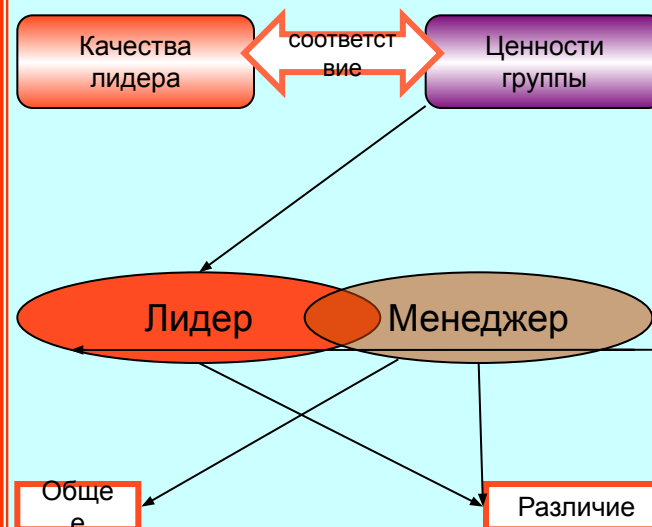 Качества
лидера
соответст
вие
Ценности
группы
Лидер
Менеджер
Обще
е
Различие